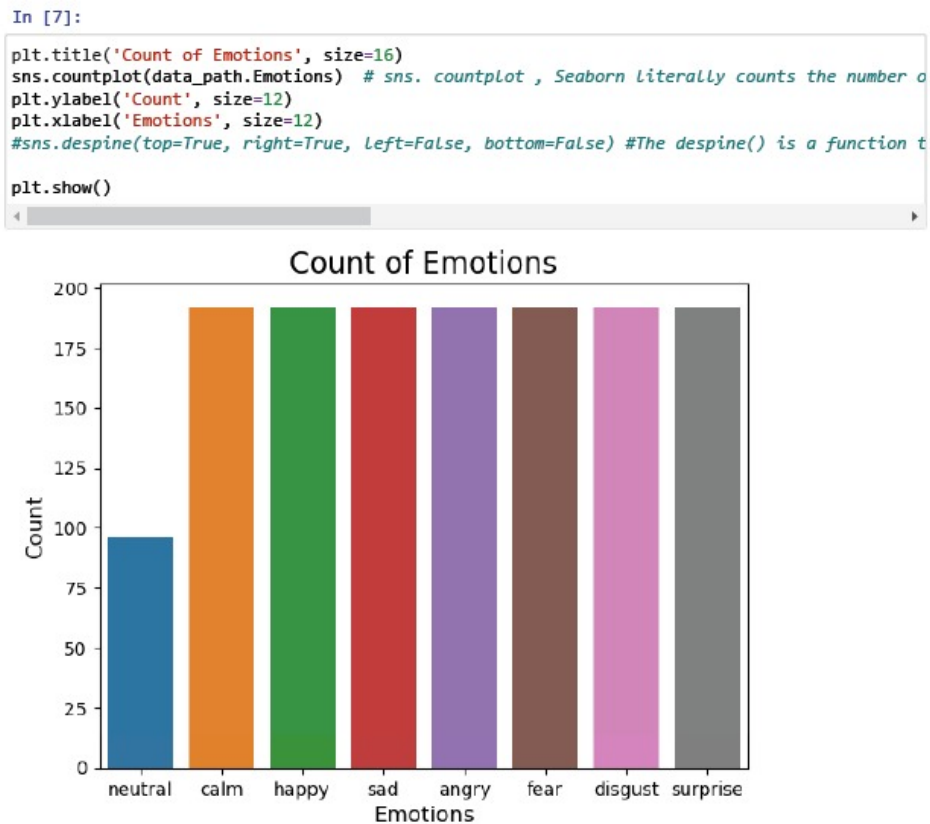 In [7]:
plt.title('Count of Emotions', size=16)
sns.countplot(data_path.Emotions)  # sns. countplot , Seaborn literally counts the number o
plt.ylabel('Count', size=12)
plt.xlabel('Emotions', size=12)
#sns.despine(top=True, right=True, left=False, bottom=False) #The despine() is a function t
plt.show()
Count of Emotions
200
175
150
125
100
75
50
25
0
Count
neutral calm happy sad angry fear disgust surprise
Emotions